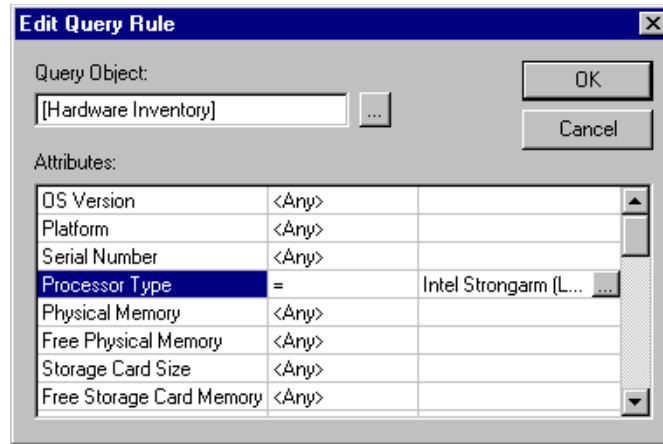 Edit Query Rule
Query Object:
OK
[Hardware Inventory]
...
Cancel
Attributes:
OS Version <Any>
Platform <Any>
Serial Number <Any>
Processor Type = Intel Strongarm (L... ...
Physical Memory <Any>
Free Physical Memory <Any>
Storage Card Size <Any>
Free Storage Card Memory <Any>